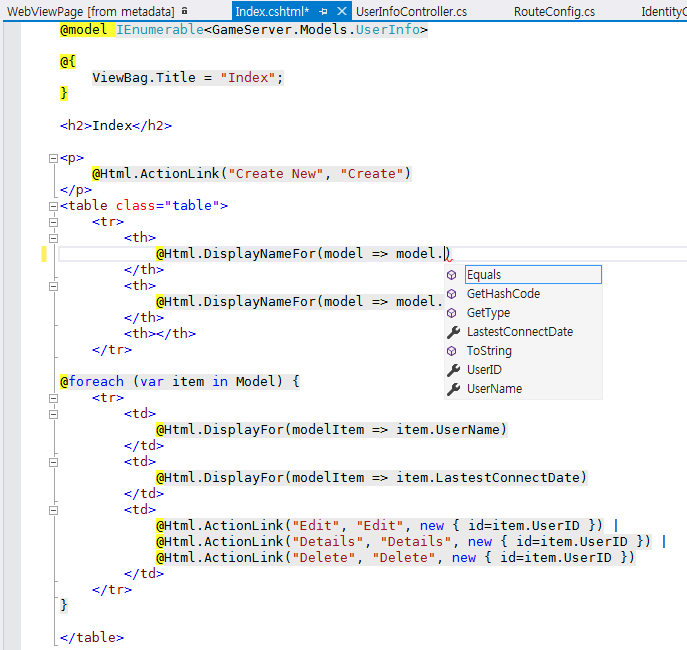 WebViewPage [from metadata] Index.cshtml* UserInfoController.cs RouteConfig.cs IdentityC
@model IEnumerable<GameServer.Models.UserInfo>
@{
ViewBag.Title = "Index";
}
<h2>Index</h2>
<p>
@Html.ActionLink("Create New", "Create")
</p>
<table class="table">
<tr>
<th>
@Html.DisplayNameFor(model => model.)
</th>
<th>
@Html.DisplayNameFor(model => model.
</th>
<th></th>
</tr>
Equals
GetHashCode
GetType
LastestConnectDate
ToString
UserID
UserName
@foreach (var item in Model) {
<tr>
<td>
@Html.DisplayFor(modelItem => item.UserName)
</td>
<td>
@Html.DisplayFor(modelItem => item.LastestConnectDate)
</td>
<td>
@Html.ActionLink("Edit", "Edit", new { id=item.UserID }) |
@Html.ActionLink("Details", "Details", new { id=item.UserID }) |
@Html.ActionLink("Delete", "Delete", new { id=item.UserID })
</td>
</tr>
}
</table>